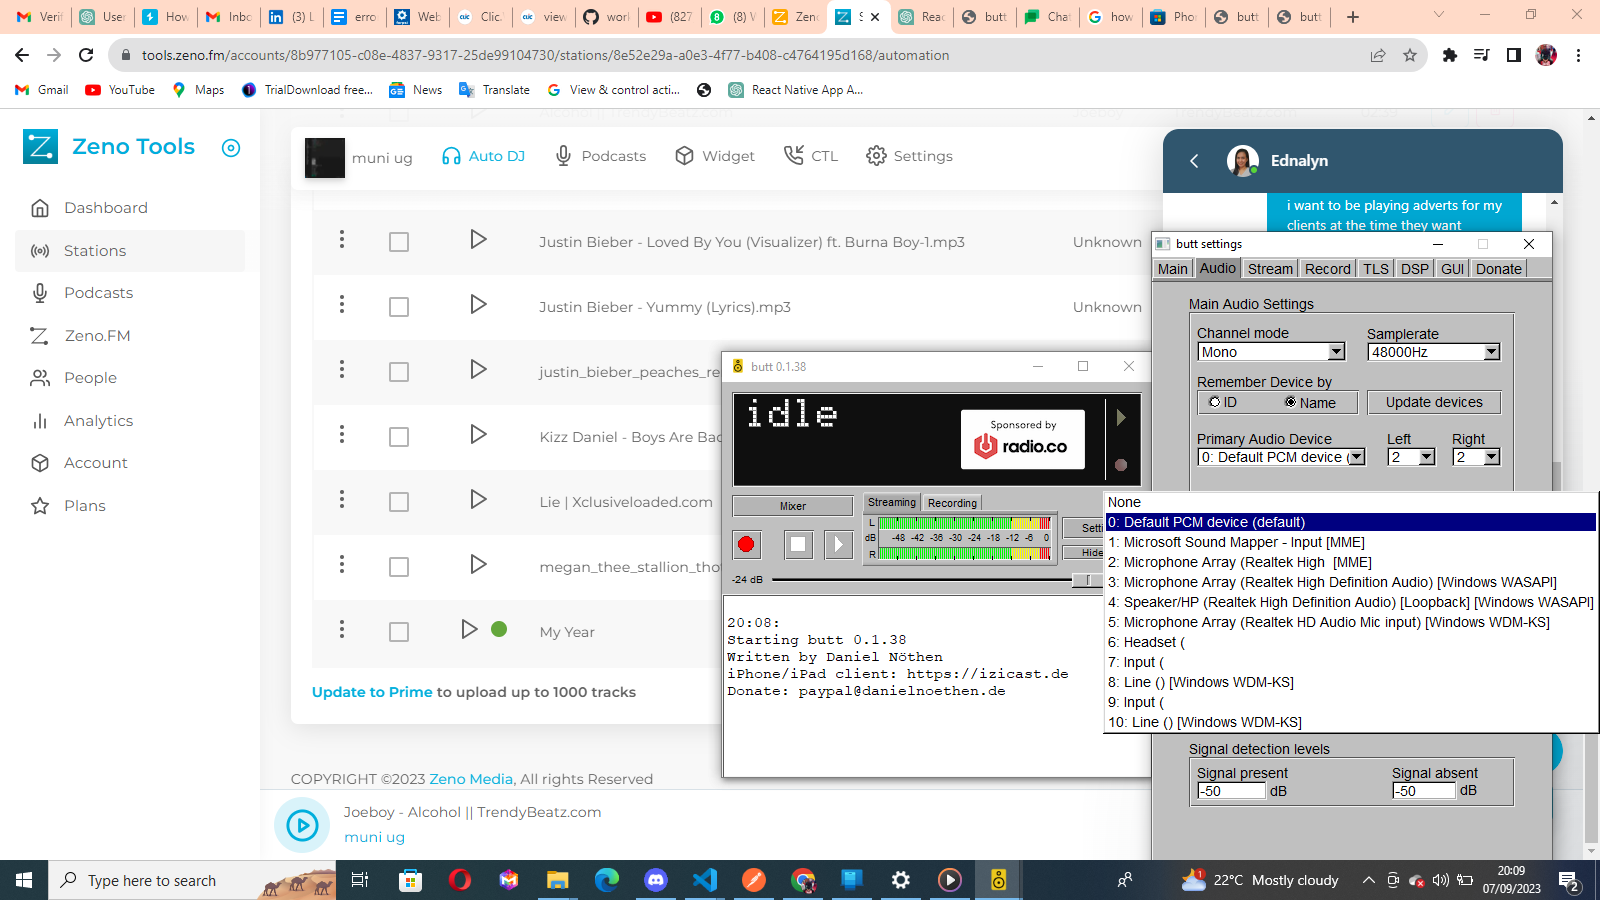 Verif
User
How
Inbo
(3) L
erro
Web
Clic
view
work
(827
(8) V
Zeno
S
Reac
butt
Chat
how
Phon
butt
butt
tools.zeno.fm/accounts/8b977105-c08e-4837-9317-25de99104730/stations/8e52e29a-a0e3-4f77-b408-c4764195d168/automation
Gmail
YouTube
Maps
TrialDownload free...
News
Translate
View & control acti...
React Native App A...
Zeno Tools
Dashboard
Stations
Podcasts
Zeno.FM
People
Analytics
Account
Plans
muni ug
Auto DJ
Podcasts
Widget
CTL
Settings
Justin Bieber - Loved By You (Visualizer) ft. Burna Boy-1.mp3
Unknown
Justin Bieber - Yummy (Lyrics).mp3
Unknown
justin_bieber_peaches_re
Kizz Daniel - Boys Are Bad
Lie | Xclusiveloaded.com
megan_thee_stallion_thot
My Year
Update to Prime to upload up to 1000 tracks
COPYRIGHT ©2023 Zeno Media, All rights Reserved
Joeboy - Alcohol || TrendyBeatz.com
muni ug
Ednalyn
i want to be playing adverts for my
clients at the time they want
butt 0.1.38
idle
Sponsored by
radio.co
Mixer
Streaming
Recording
L
dB -48 -42 -36 -30 -24 -18 -12 -6 0
R
Setti
Hide
-24 dB
20:08:
Starting butt 0.1.38
Written by Daniel Nöthen
iPhone/iPad client: https://izicast.de
Donate: paypal@danielnoethen.de
butt settings
Main
Audio
Stream
Record
TLS
DSP
GUI
Donate
Main Audio Settings
Channel mode
Samplerate
Mono
48000Hz
Remember Device by
ID
Name
Update devices
Primary Audio Device
Left
Right
0: Default PCM device (
2
2
None
0: Default PCM device (default)
1: Microsoft Sound Mapper - Input [MME]
2: Microphone Array (Realtek High  [MME]
3: Microphone Array (Realtek High Definition Audio) [Windows WASAPI]
4: Speaker/HP (Realtek High Definition Audio) [Loopback] [Windows WASAPI]
5: Microphone Array (Realtek HD Audio Mic input) [Windows WDM-KS]
6: Headset (
7: Input (
8: Line () [Windows WDM-KS]
9: Input (
10: Line () [Windows WDM-KS]
Signal detection levels
Signal present
Signal absent
-50 dB
-50 dB
Type here to search
1
22°C Mostly cloudy
20:09
07/09/2023
2